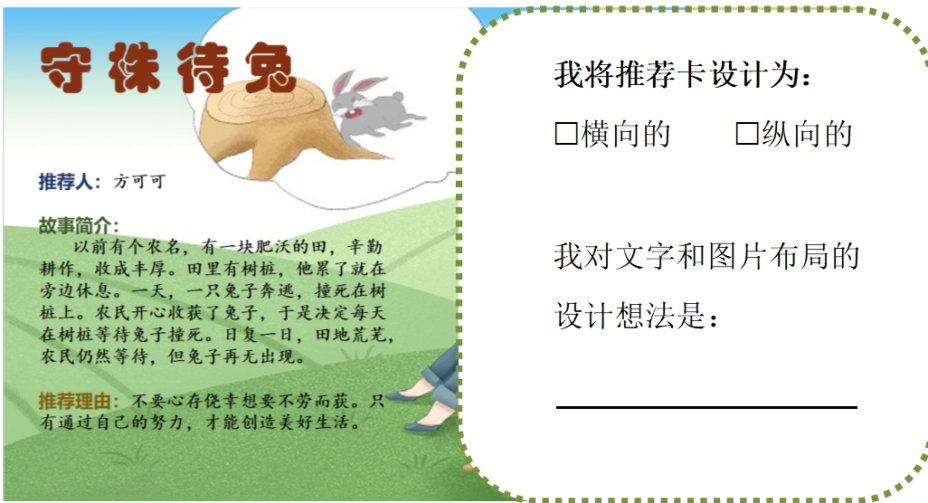 守株待兔
推荐人：方可可
故事简介：
以前有个农名，有一块肥沃的田，辛勤
耕作，收成丰厚。田里有树桩，他累了就在
旁边休息。一天，一只兔子奔逃，撞死在树
桩上。农民开心收获了兔子，于是决定每天
在树桩等待兔子撞死。日复一日，田地荒芜，
农民仍然等待，但兔子再无出现。
推荐理由：不要心存侥幸想要不劳而获。只
有通过自己的努力，才能创造美好生活。
我将推荐卡设计为：
□横向的 □纵向的
我对文字和图片布局的
设计想法是：